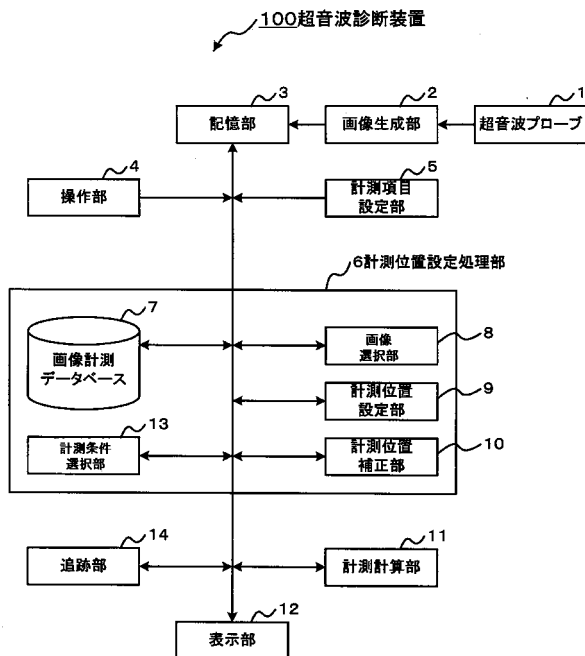 100超音波診断装置
3
2
1
記憶部
画像生成部
超音波プローブ
4
5
操作部
計測項目
設定部
6計測位置設定処理部
7
8
画像計測
データベース
画像
選択部
9
計測位置
設定部
13
10
計測条件
選択部
計測位置
補正部
14
11
追跡部
計測計算部
12
表示部